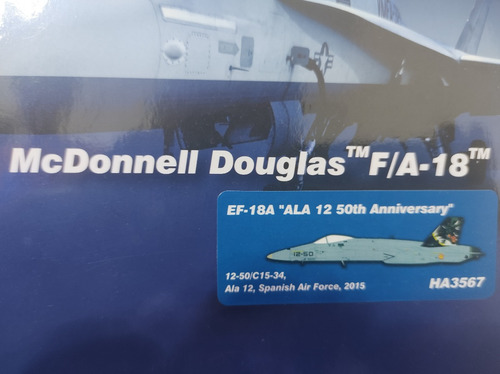 McDonnell Douglas™ F/A-18™
EF-18A "ALA 12 50th Anniversary"
12-50
12-50/C15-34,
Ala 12, Spanish Air Force, 2015
HA3567